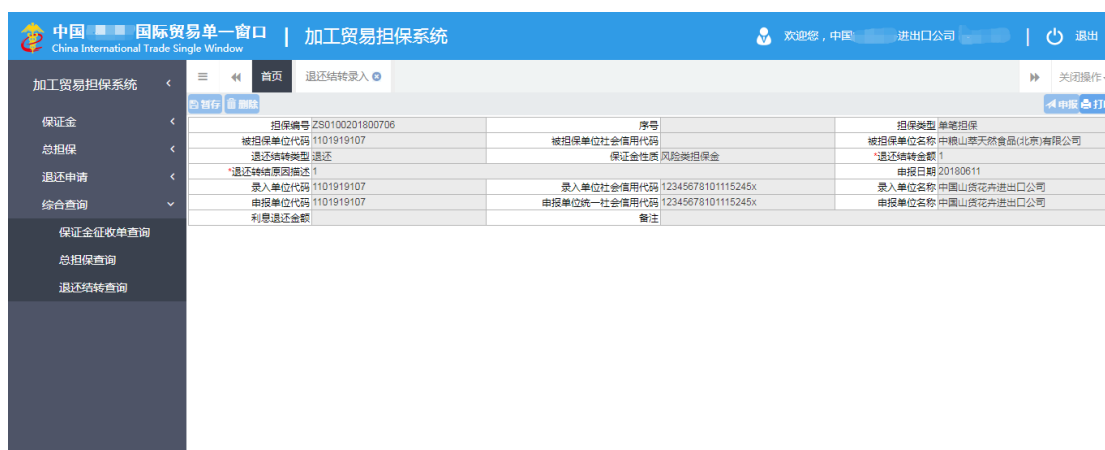 中国 国际贸易单一窗口 | 加工贸易担保系统 欢迎您，中国 进出口公司 | 退出
China International Trade Single Window
加工贸易担保系统 首页 退还结转录入 关闭操作
暂存 删除 申报 打
保证金
总担保
退还申请
综合查询
保证金征收单查询
总担保查询
退还结转查询
担保编号 ZS0100201800706 序号 担保类型 单笔担保
被担保单位代码 1101919107 被担保单位社会信用代码 被担保单位名称 中粮山萃天然食品(北京)有限公司
退还结转类型 退还 保证金性质 风险类担保金 *退还结转金额 1
*退还转结原因描述 1 申报日期 20180611
录入单位代码 1101919107 录入单位社会信用代码 12345678101115245x 录入单位名称 中国山货花卉进出口公司
申报单位代码 1101919107 申报单位统一社会信用代码 12345678101115245x 申报单位名称 中国山货花卉进出口公司
利息退还金额 备注